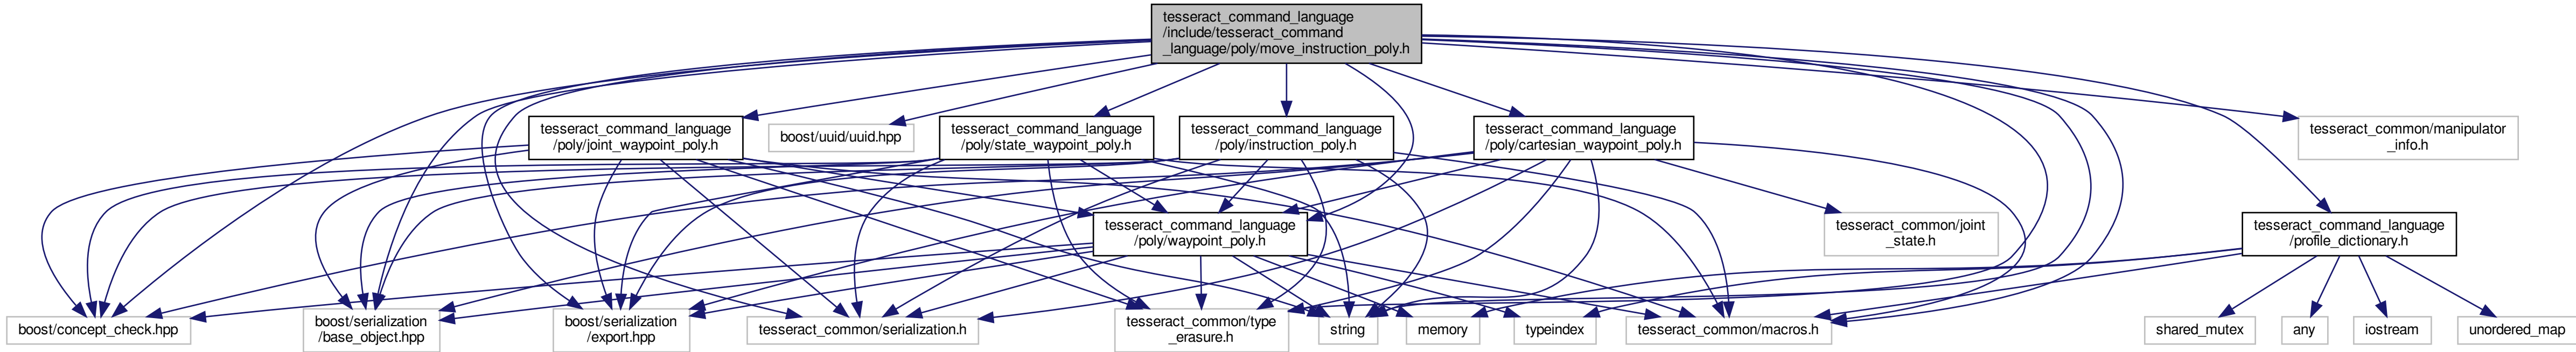 tesseract_command_language
/include/tesseract_command
_language/poly/move_instruction_poly.h
tesseract_command_language
/poly/joint_waypoint_poly.h
boost/uuid/uuid.hpp
tesseract_command_language
/poly/state_waypoint_poly.h
tesseract_command_language
/poly/instruction_poly.h
tesseract_command_language
/poly/cartesian_waypoint_poly.h
tesseract_common/manipulator
_info.h
tesseract_command_language
/poly/waypoint_poly.h
tesseract_common/joint
_state.h
tesseract_command_language
/profile_dictionary.h
boost/concept_check.hpp
boost/serialization
/base_object.hpp
boost/serialization
/export.hpp
tesseract_common/serialization.h
tesseract_common/type
_erasure.h
string
memory
typeindex
tesseract_common/macros.h
shared_mutex
any
iostream
unordered_map